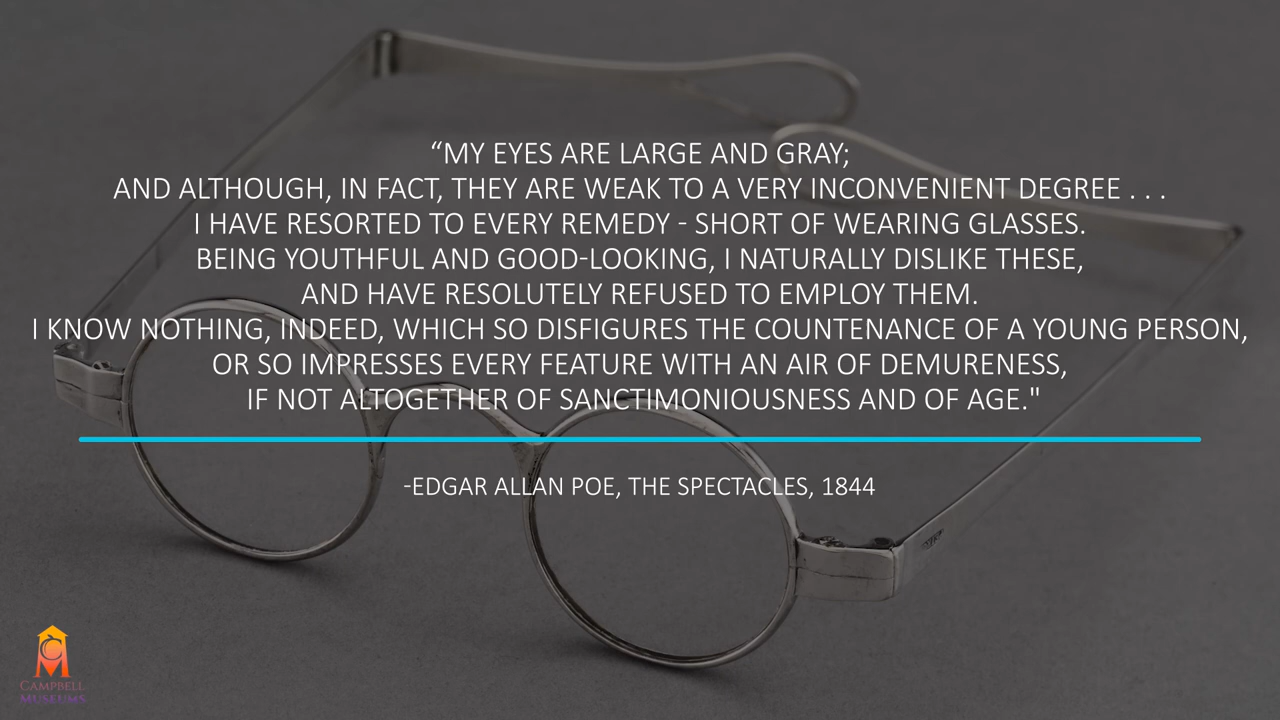 “MY EYES ARE LARGE AND GRAY;
AND ALTHOUGH, IN FACT, THEY ARE WEAK TO A VERY INCONVENIENT DEGREE . . .
I HAVE RESORTED TO EVERY REMEDY - SHORT OF WEARING GLASSES.
BEING YOUTHFUL AND GOOD-LOOKING, I NATURALLY DISLIKE THESE,
AND HAVE RESOLUTELY REFUSED TO EMPLOY THEM.
I KNOW NOTHING, INDEED, WHICH SO DISFIGURES THE COUNTENANCE OF A YOUNG PERSON,
OR SO IMPRESSES EVERY FEATURE WITH AN AIR OF DEMURENESS,
IF NOT ALTOGETHER OF SANCTIMONIOUSNESS AND OF AGE."
-EDGAR ALLAN POE, THE SPECTACLES, 1844
CAMPBELL
MUSEUMS